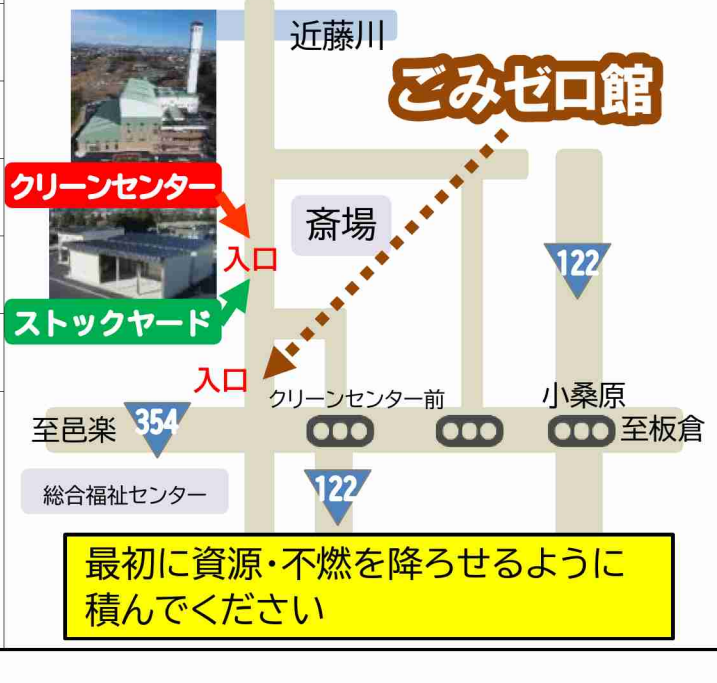 近藤川
ごみゼロ館
クリーンセンター
斎場
入口
122
ストックヤード
入口
クリーンセンター前
小桑原
至邑楽
354
至板倉
総合福祉センター
122
最初に資源・不燃を降ろせるように
積んでください